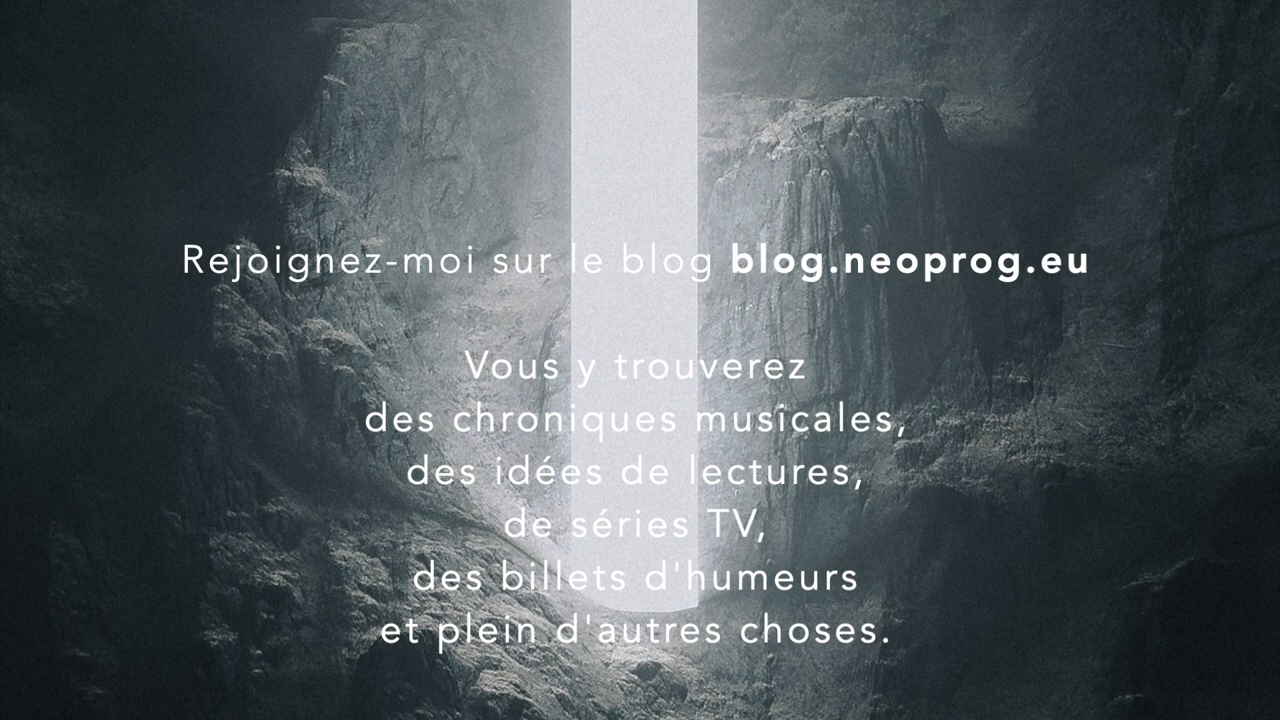 Rejoignez-moi sur le blog blog.neoprog.eu
Vous y trouverez
des chroniques musicales,
des idées de lectures,
de séries TV,
des billets d'humeurs
et plein d'autres choses.